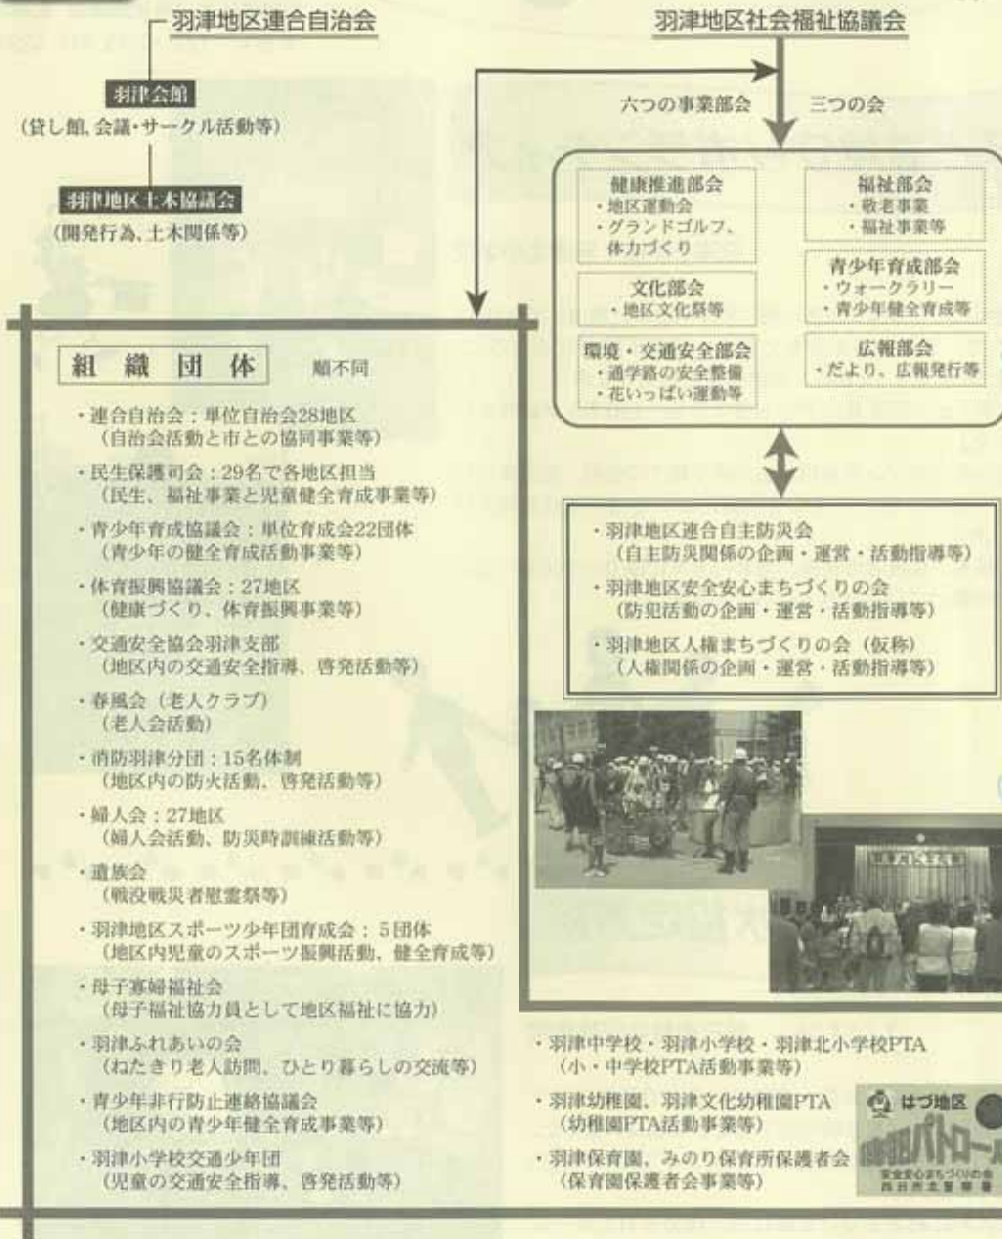 羽津地区連合自治会
羽津会館
(貸し館、会議・サークル活動等)
羽津地区土木協議会
(開発行為、土木関係等)
羽津地区社会福祉協議会
六つの事業部会
三つの会
健康推進部会
・地区運動会
・グランドゴルフ、
体力づくり
文化部会
・地区文化祭等
環境・交通安全部会
・通学路の安全整備
・花いっぱい運動等
福祉部会
・敬老事業
・福祉事業等
青少年育成部会
・ウォークラリー
・青少年健全育成等
広報部会
・だより、広報発行等
・羽津地区連合自主防災会
(自主防災関係の企画・運営・活動指導等)
・羽津地区安全安心まちづくりの会
(防犯活動の企画・運営・活動指導等)
・羽津地区人権まちづくりの会(仮称)
(人権関係の企画・運営・活動指導等)
組織団体 順不同
・連合自治会:単位自治会28地区
(自治会活動と市との協同事業等)
・民生保護司会:29名で各地区担当
(民生、福祉事業と児童健全育成事業等)
・青少年育成協議会:単位育成会22団体
(青少年の健全育成活動事業等)
・体育振興協議会:27地区
(健康づくり、体育振興事業等)
・交通安全協会羽津支部
(地区内の交通安全指導、啓発活動等)
・春風会(老人クラブ)
(老人会活動)
・消防羽津分団:15名体制
(地区内の防火活動、啓発活動等)
・婦人会:27地区
(婦人会活動、防災時訓練活動等)
・遺族会
(戦没戦災者慰霊祭等)
・羽津地区スポーツ少年団育成会:5団体
(地区内児童のスポーツ振興活動、健全育成等)
・母子寡婦福祉会
(母子福祉協力員として地区福祉に協力)
・羽津ふれあいの会
(ねたきり老人訪問、ひとり暮らしの交流等)
・青少年非行防止連絡協議会
(地区内の青少年健全育成事業等)
・羽津小学校交通少年団
(児童の交通安全指導、啓発活動等)
・羽津中学校・羽津小学校・羽津北小学校PTA
(小・中学校PTA活動事業等)
・羽津幼稚園、羽津文化幼稚園PTA
(幼稚園PTA活動事業等)
・羽津保育園、みのり保育所保護者会
(保育園保護者会事業等)
はづ地区
パトロール
安全安心まちづくりの会
四日市北警察署